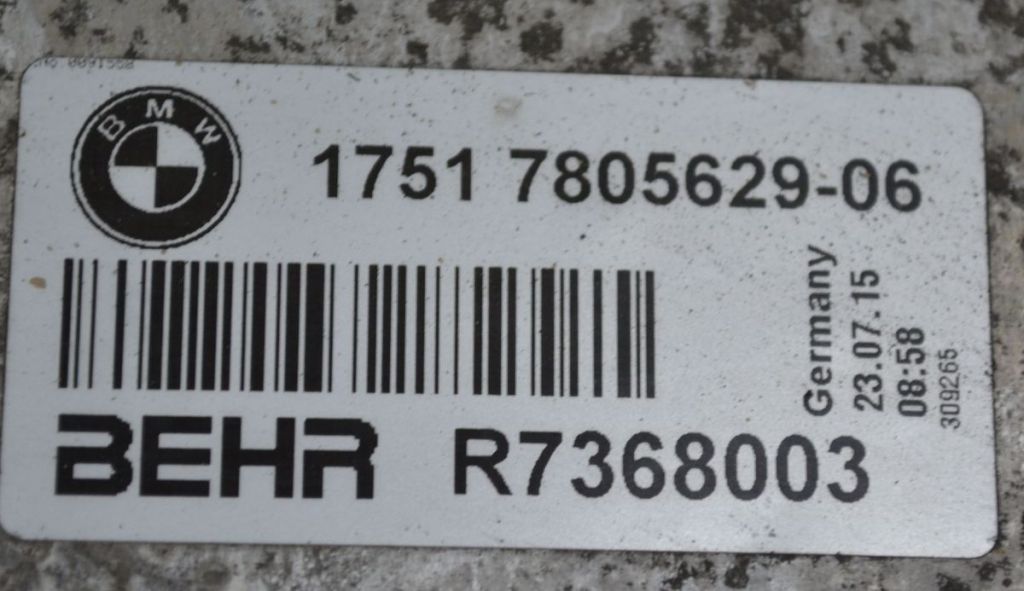 BMW
1751 7805629-06
Germany
23.07.15
08:58
309265
BEHR R7368003